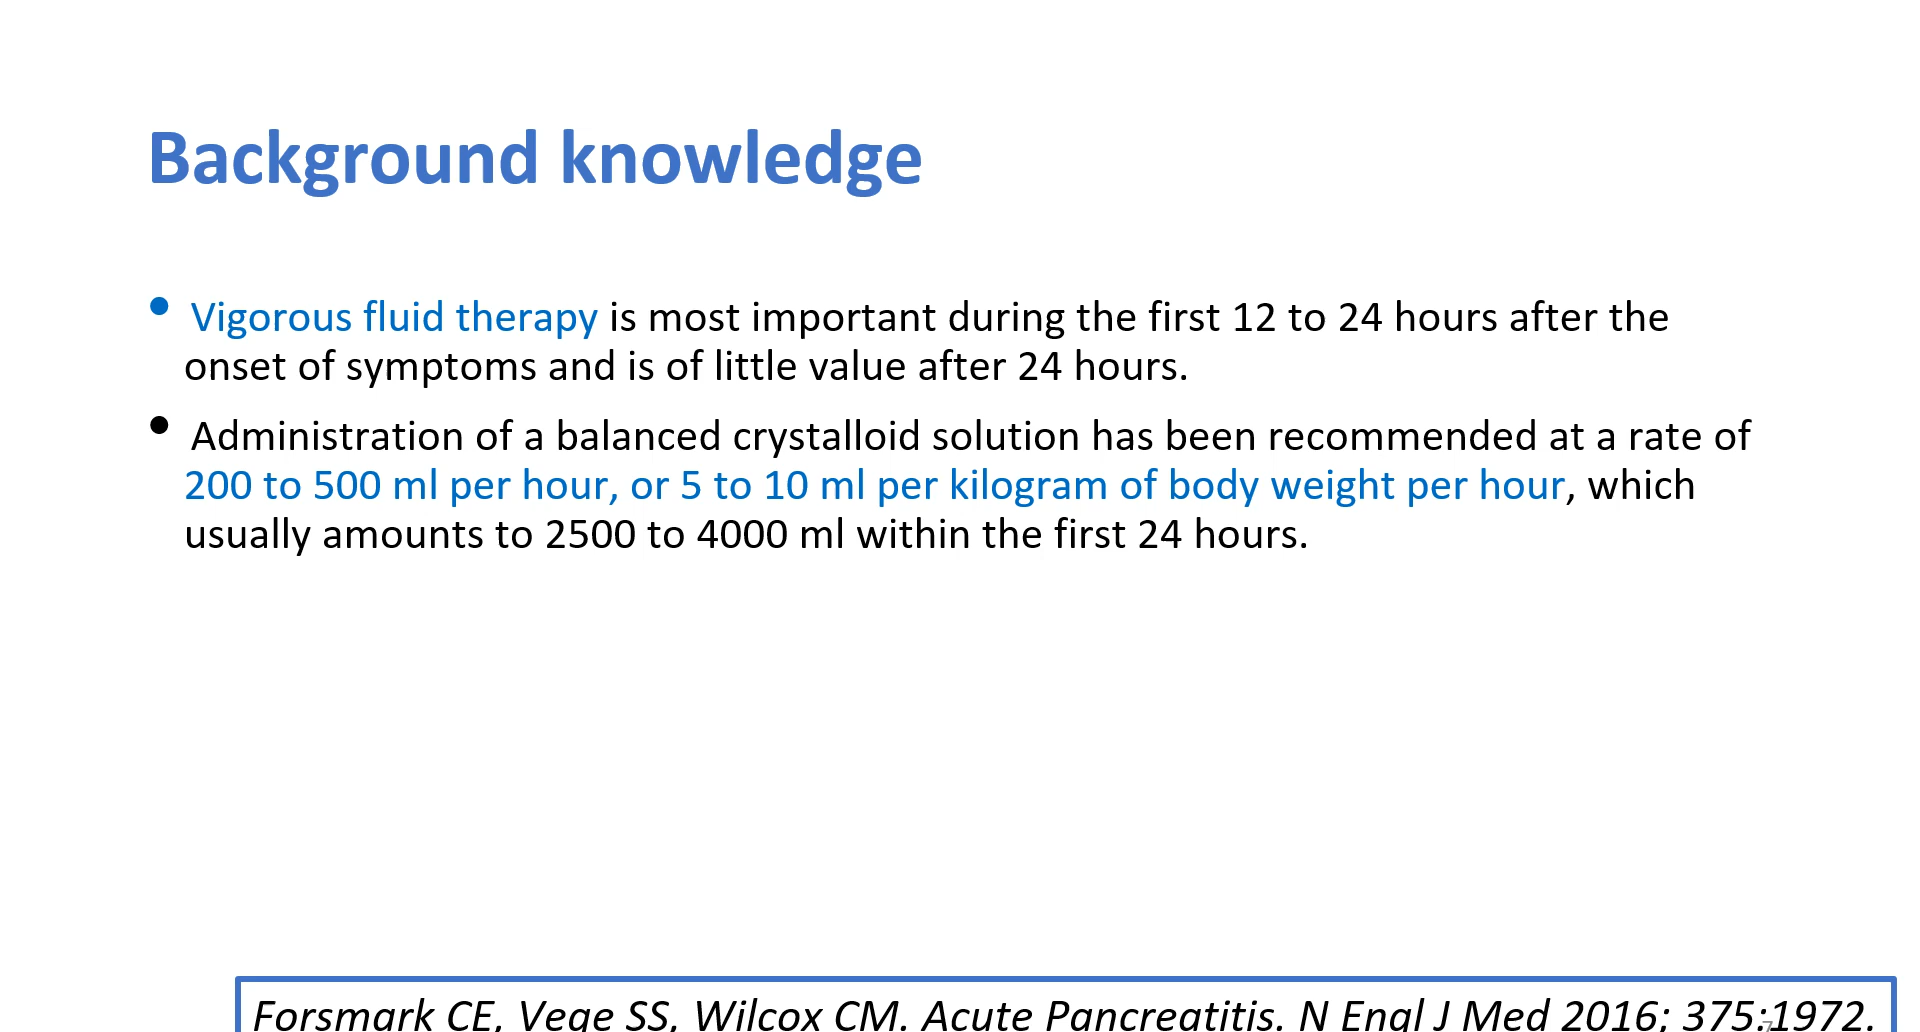 Background knowledge
• Vigorous fluid therapy is most important during the first 12 to 24 hours after the
onset of symptoms and is of little value after 24 hours.
• Administration of a balanced crystalloid solution has been recommended at a rate of
200 to 500 ml per hour, or 5 to 10 ml per kilogram of body weight per hour, which
usually amounts to 2500 to 4000 ml within the first 24 hours.
Forsmark CE, Vege SS, Wilcox CM. Acute Pancreatitis. N Engl J Med 2016; 375:1972.
7